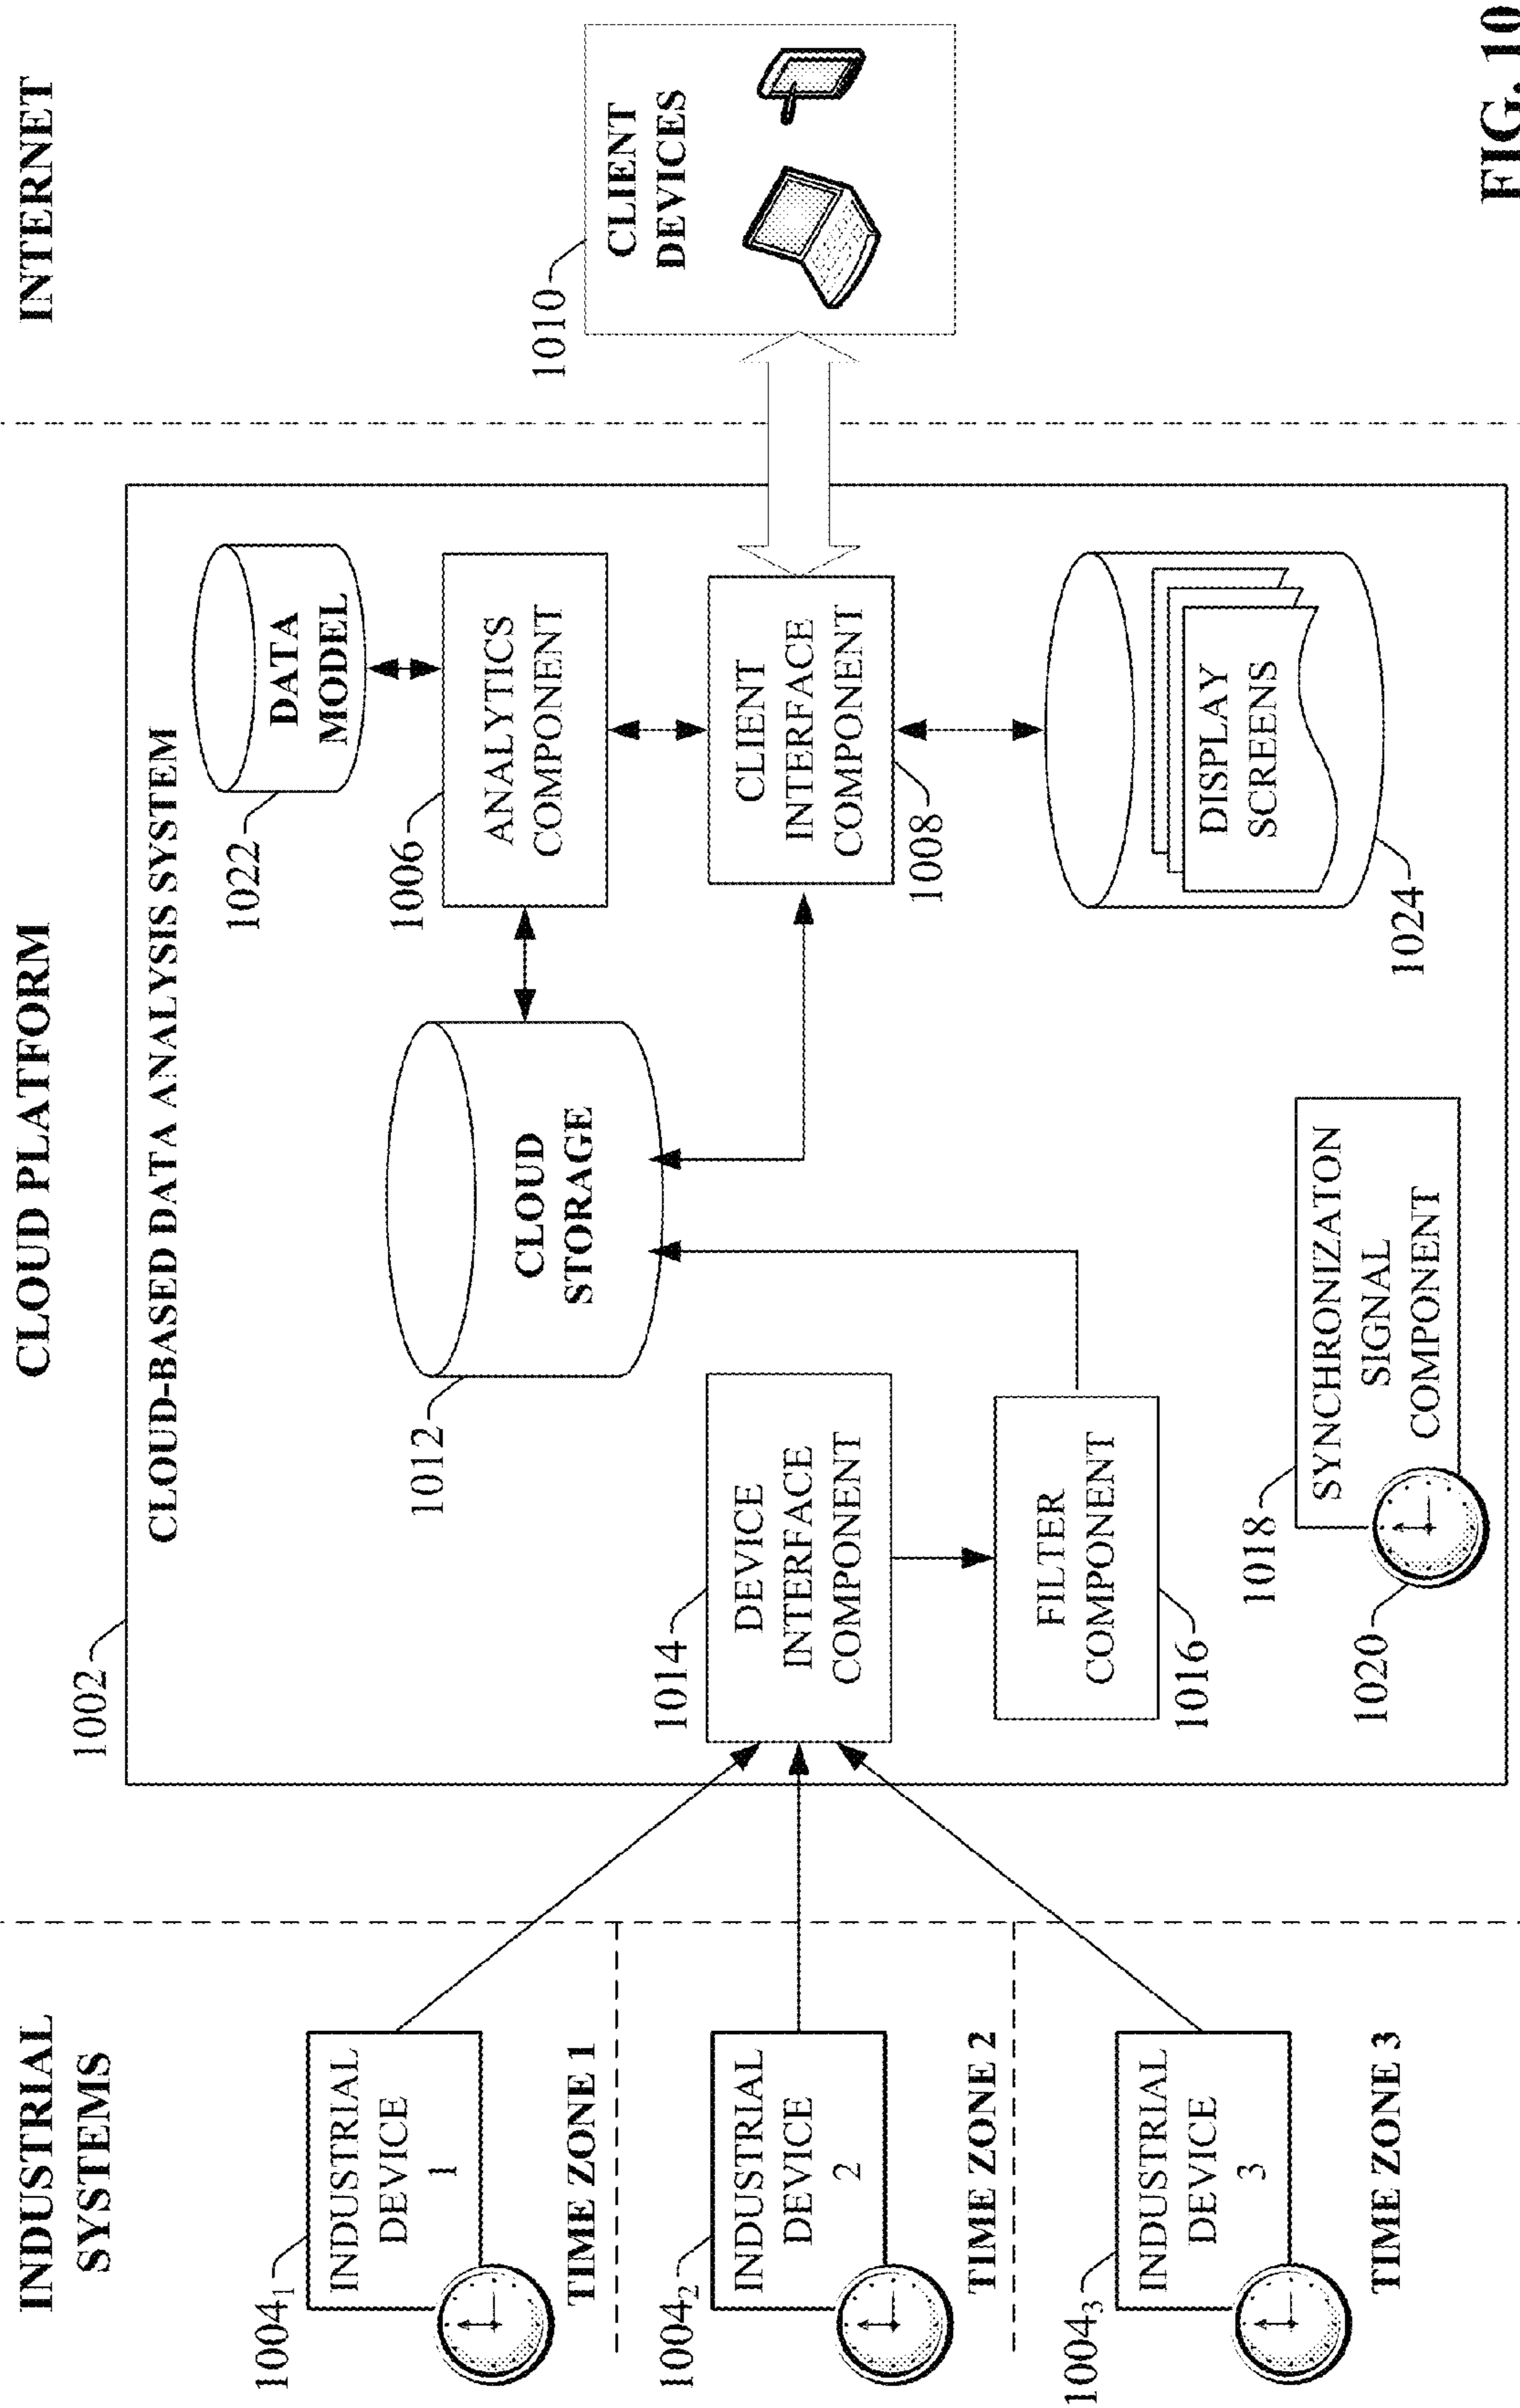 INDUSTRIAL
SYSTEMS
CLOUD PLATFORM
INTERNET
1002
CLOUD-BASED DATA ANALYSIS SYSTEM
1004₁
INDUSTRIAL
DEVICE
1
TIME ZONE 1
1004₂
INDUSTRIAL
DEVICE
2
TIME ZONE 2
1004₃
INDUSTRIAL
DEVICE
3
TIME ZONE 3
1014
DEVICE
INTERFACE
COMPONENT
FILTER
COMPONENT
1016
1012
CLOUD
STORAGE
1018
SYNCHRONIZATON
SIGNAL
COMPONENT
1020
1022
DATA
MODEL
1006
ANALYTICS
COMPONENT
CLIENT
INTERFACE
COMPONENT
1008
DISPLAY
SCREENS
1024
1010
CLIENT
DEVICES
FIG. 10